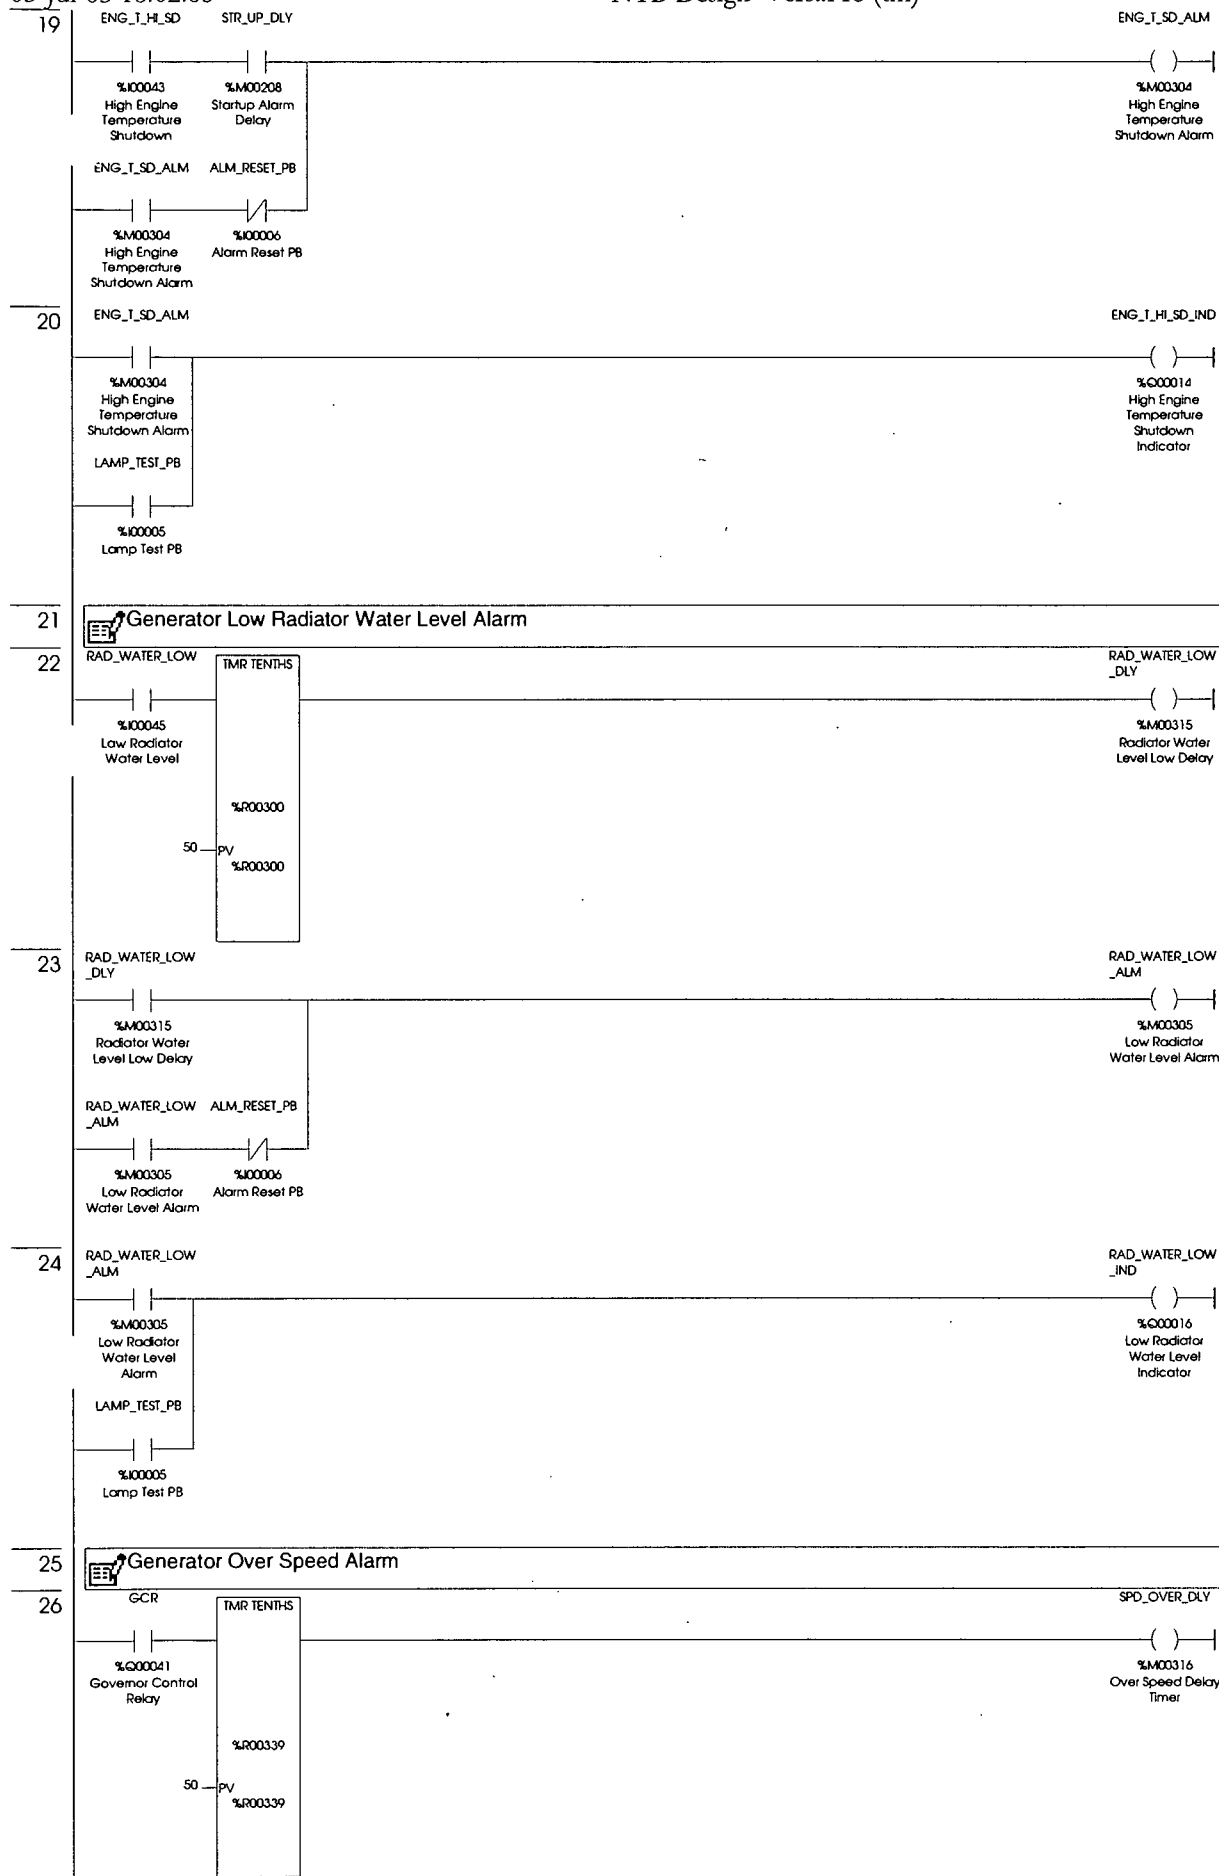 19
ENG_T_HI_SD STR_UP_DLY ENG_T_SD_ALM
%I00043 %M00208 %M00304
High Engine Startup Alarm High Engine
Temperature Delay Temperature
Shutdown Shutdown Alarm
ENG_T_SD_ALM ALM_RESET_PB
%M00304 %I00006
High Engine Alarm Reset PB
Temperature
Shutdown Alarm
20
ENG_T_SD_ALM ENG_T_HI_SD_IND
%M00304 %Q00014
High Engine High Engine
Temperature Temperature
Shutdown Alarm Shutdown
Indicator
LAMP_TEST_PB
%I00005
Lamp Test PB
21 Generator Low Radiator Water Level Alarm
22
RAD_WATER_LOW TMR TENTHS RAD_WATER_LOW
_DLY
%I00045 %M00315
Low Radiator Radiator Water
Water Level Level Low Delay
%R00300
50 PV
%R00300
23
RAD_WATER_LOW RAD_WATER_LOW
_DLY _ALM
%M00315 %M00305
Radiator Water Low Radiator
Level Low Delay Water Level Alarm
RAD_WATER_LOW ALM_RESET_PB
_ALM
%M00305 %I00006
Low Radiator Alarm Reset PB
Water Level Alarm
24
RAD_WATER_LOW RAD_WATER_LOW
_ALM _IND
%M00305 %Q00016
Low Radiator Low Radiator
Water Level Water Level
Alarm Indicator
LAMP_TEST_PB
%I00005
Lamp Test PB
25 Generator Over Speed Alarm
26
GCR TMR TENTHS SPD_OVER_DLY
%Q00041 %M00316
Governor Control Over Speed Delay
Relay Timer
%R00339
50 PV
%R00339